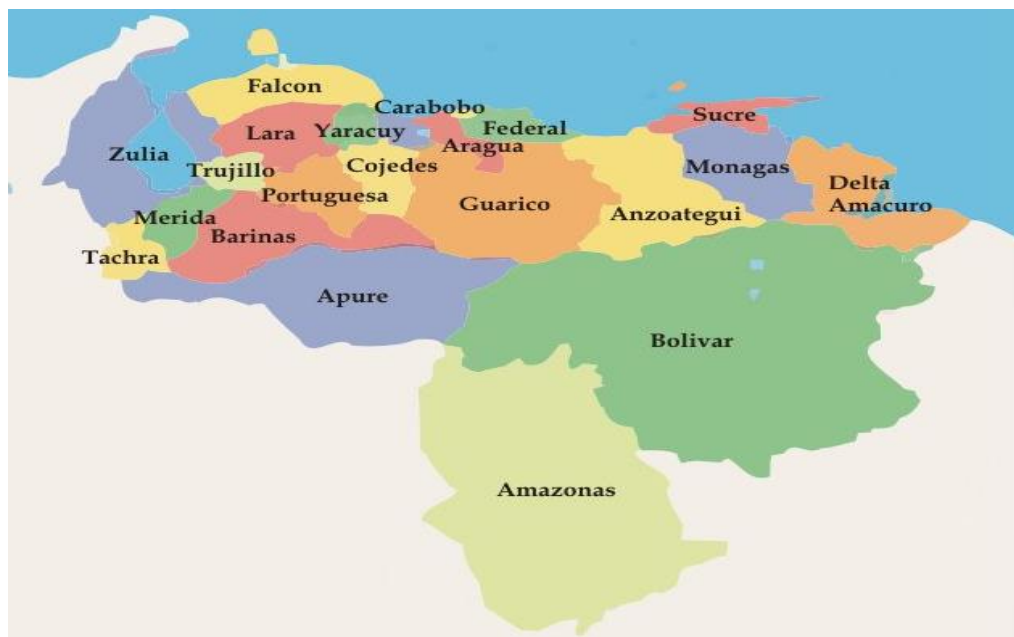 Falcon
Carabobo
Federal
Sucre
Lara
Yaracuy
Aragua
Zulia
Trujillo
Cojedes
Monagas
Portuguesa
Delta
Amacuro
Merida
Guarico
Anzoategui
Barinas
Tachra
Apure
Bolivar
Amazonas